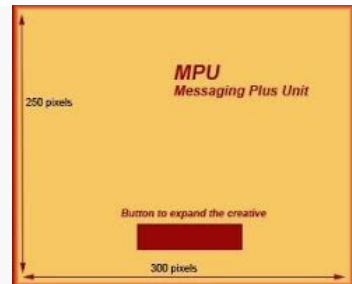 MPU
Messaging Plus Unit
250 pixels
Button to expand the creative
300 pixels